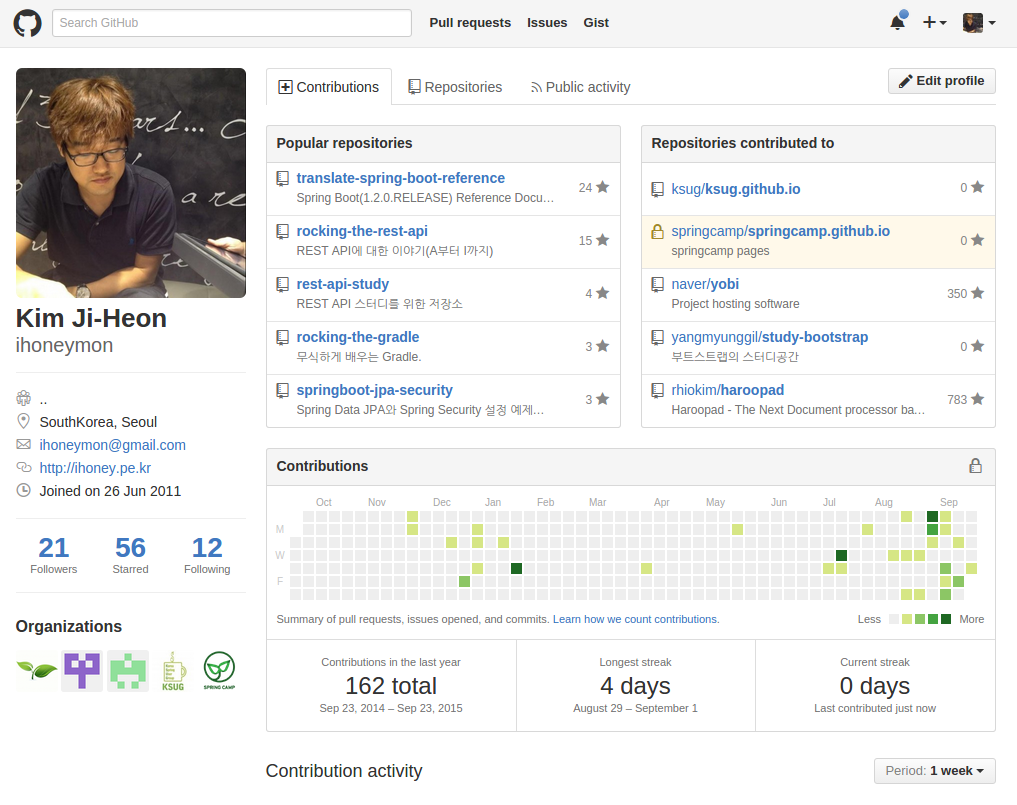 Search GitHub
Pull requests
Issues
Gist
Contributions
Repositories
Public activity
Edit profile
Kim Ji-Heon
ihoneymon
..
SouthKorea, Seoul
ihoneymon@gmail.com
http://ihoney.pe.kr
Joined on 26 Jun 2011
21 56 12
Followers Starred Following
Organizations
KSUG
SPRING CAMP
Popular repositories
translate-spring-boot-reference 24
Spring Boot(1.2.0.RELEASE) Reference Docu…
rocking-the-rest-api 15
REST API에 대한 이야기(A부터 I까지)
rest-api-study 4
REST API 스터디를 위한 저장소
rocking-the-gradle 3
무식하게 배우는 Gradle.
springboot-jpa-security 3
Spring Data JPA와 Spring Security 설정 예제…
Repositories contributed to
ksug/ksug.github.io 0
springcamp/springcamp.github.io 0
springcamp pages
naver/yobi 350
Project hosting software
yangmyunggil/study-bootstrap 0
부트스트랩의 스터디공간
rhiokim/haroopad 783
Haroopad - The Next Document processor ba…
Contributions
Oct Nov Dec Jan Feb Mar Apr May Jun Jul Aug Sep
M
W
F
Summary of pull requests, issues opened, and commits. Learn how we count contributions. Less More
Contributions in the last year
162 total
Sep 23, 2014 – Sep 23, 2015
Longest streak
4 days
August 29 – September 1
Current streak
0 days
Last contributed just now
Contribution activity
Period: 1 week